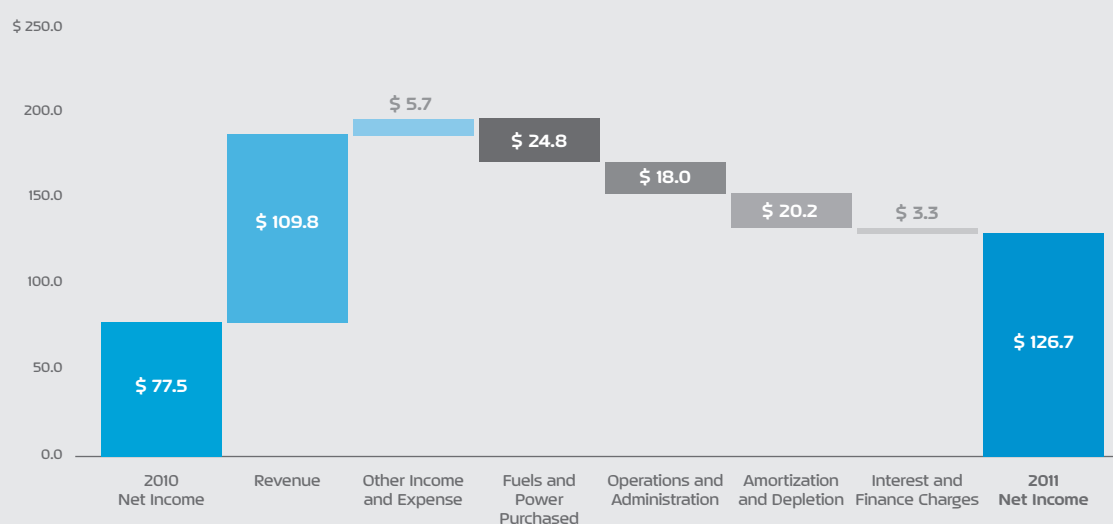 $ 250.0
200.0
150.0
100.0
50.0
0.0
$ 77.5
$ 109.8
$ 5.7
$ 24.8
$ 18.0
$ 20.2
$ 3.3
$ 126.7
2010
Net Income
Revenue
Other Income
and Expense
Fuels and
Power
Purchased
Operations and
Administration
Amortization
and Depletion
Interest and
Finance Charges
2011
Net Income